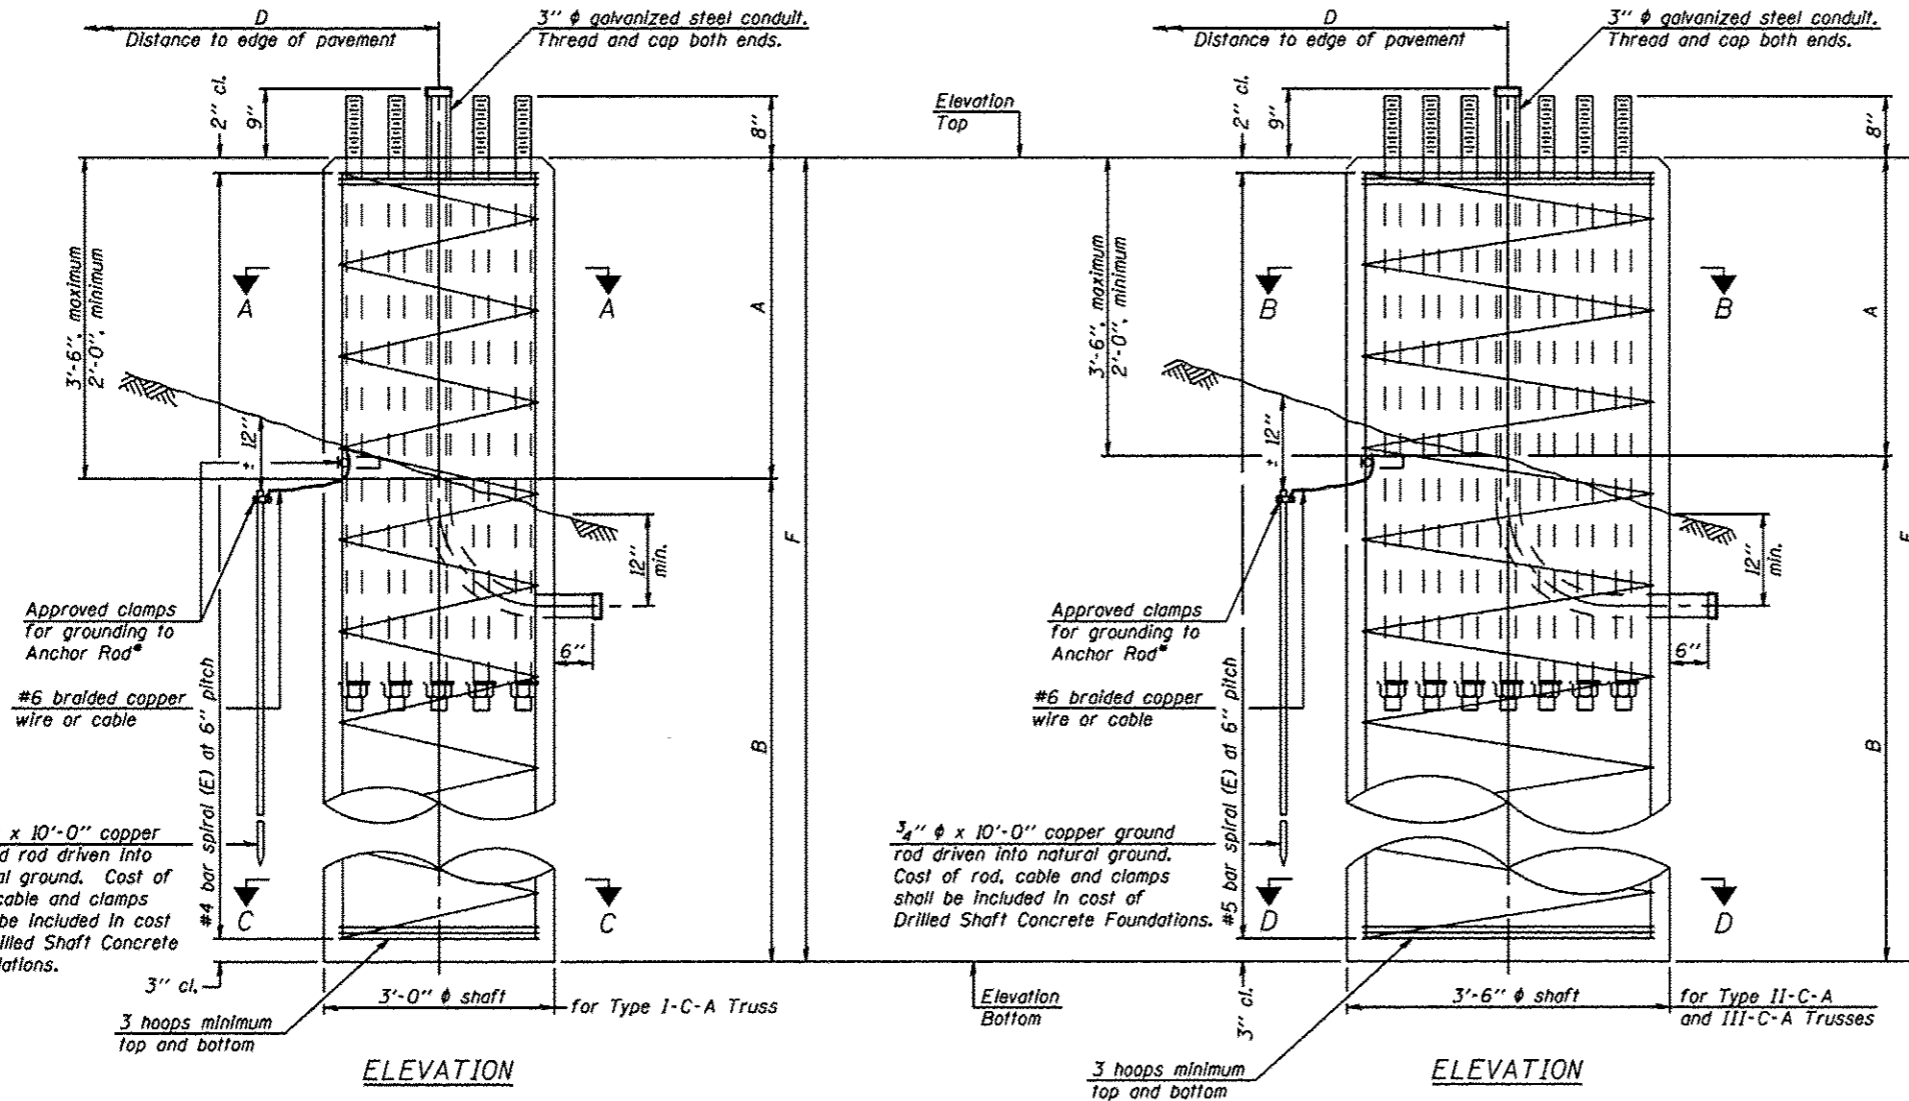 D
Distance to edge of pavement
3" ϕ galvanized steel conduit.
Thread and cap both ends.
2" cl.
9"
8"
3'-6", maximum
2'-0", minimum
A
A
A
F
B
± 12"
12"
min.
6"
Approved clamps
for grounding to
Anchor Rod*
#6 braided copper
wire or cable
x 10'-0" copper
d rod driven into
al ground. Cost of
cable and clamps
be included in cost
illed Shaft Concrete
dations.
#4 bar spiral (E) at 6" pitch
C
C
3" cl.
3'-0" ϕ shaft
for Type I-C-A Truss
3 hoops minimum
top and bottom
ELEVATION
Elevation
Top
Elevation
Bottom
D
Distance to edge of pavement
3" ϕ galvanized steel conduit.
Thread and cap both ends.
2" cl.
9"
8"
3'-6", maximum
2'-0", minimum
B
B
A
B
± 12"
12"
min.
6"
Approved clamps
for grounding to
Anchor Rod*
#6 braided copper
wire or cable
3/4" ϕ x 10'-0" copper ground
rod driven into natural ground.
Cost of rod, cable and clamps
shall be included in cost of
Drilled Shaft Concrete Foundations.
#5 bar spiral (E) at 6" pitch
D
D
3" cl.
3'-6" ϕ shaft
for Type II-C-A
and III-C-A Trusses
3 hoops minimum
top and bottom
ELEVATION